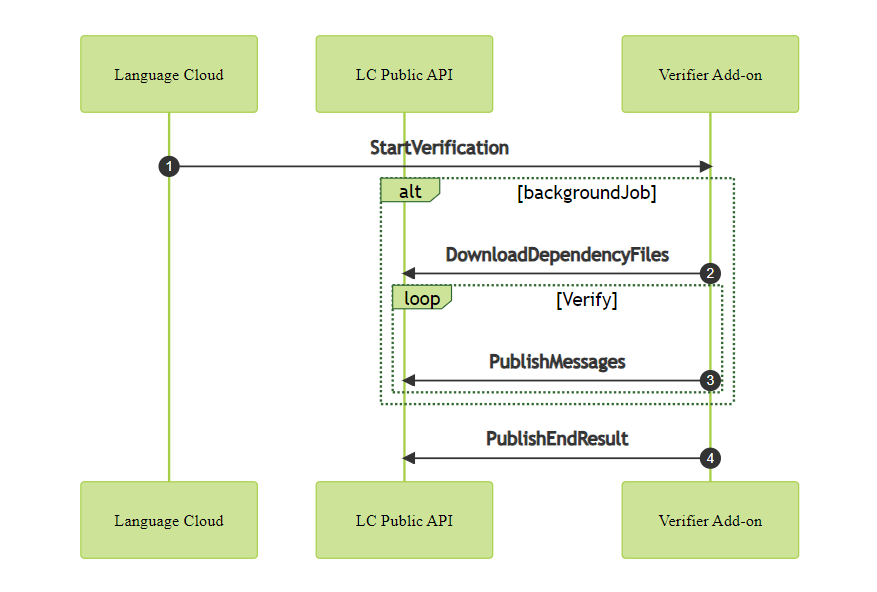 Language Cloud
LC Public API
Verifier Add-on
StartVerification
1
alt
[backgroundJob]
DownloadDependencyFiles
2
loop
[Verify]
PublishMessages
3
PublishEndResult
4
Language Cloud
LC Public API
Verifier Add-on